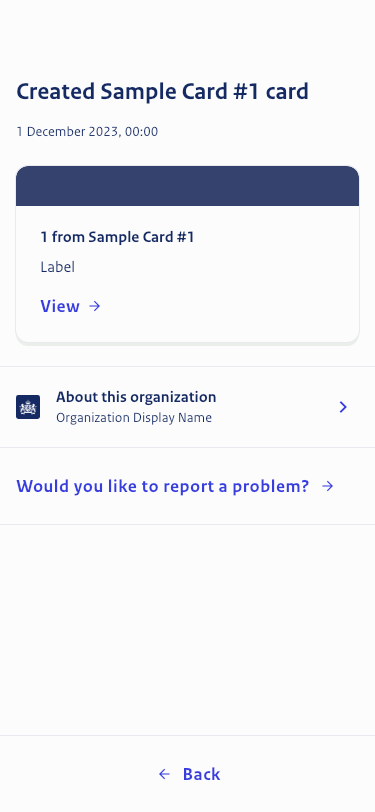 Created Sample Card #1 card
1 December 2023, 00:00
1 from Sample Card #1
Label
View
About this organization
Organization Display Name
Would you like to report a problem?
Back